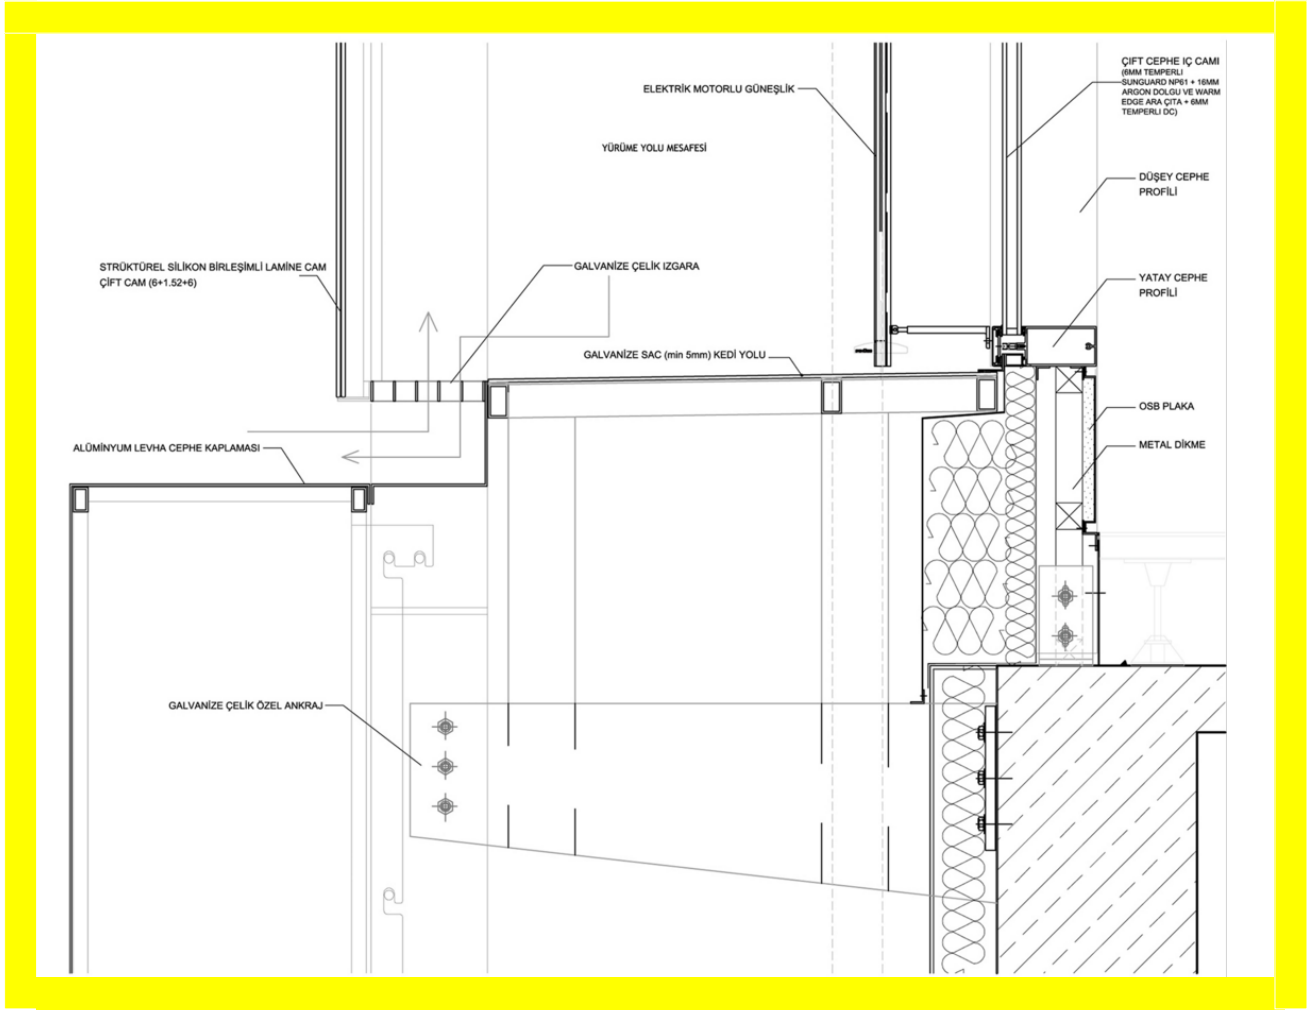 ÇIFT CEPHE IÇ CAMI
(6MM TEMPERLI
SUNGUARD NP61 + 16MM
ARGON DOLGU VE WARM
EDGE ARA ÇITA + 6MM
TEMPERLI DC)
ELEKTRİK MOTORLU GÜNEŞLİK
YÜRÜME YOLU MESAFESİ
DÜŞEY CEPHE
PROFİLİ
STRÜKTÜREL SİLİKON BİRLEŞİMLİ LAMİNE CAM
ÇİFT CAM (6+1.52+6)
GALVANİZE ÇELİK IZGARA
YATAY CEPHE
PROFİLİ
GALVANİZE SAC (min 5mm) KEDİ YOLU
OSB PLAKA
ALÜMİNYUM LEVHA CEPHE KAPLAMASI
METAL DİKME
GALVANİZE ÇELİK ÖZEL ANKRAJ